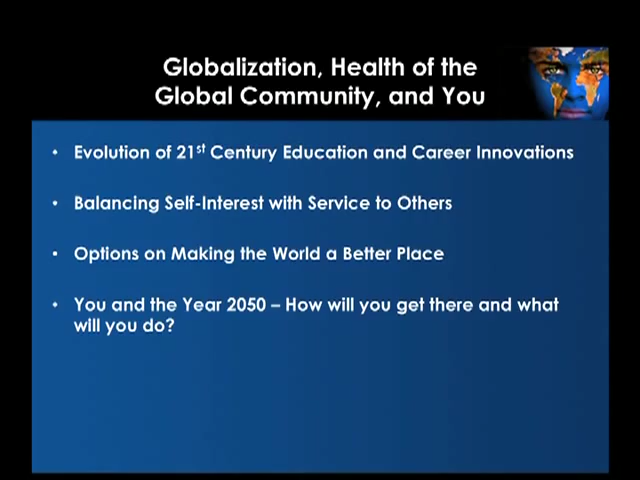 Globalization, Health of the
Global Community, and You
• Evolution of 21st Century Education and Career Innovations
• Balancing Self-Interest with Service to Others
• Options on Making the World a Better Place
• You and the Year 2050 – How will you get there and what
will you do?